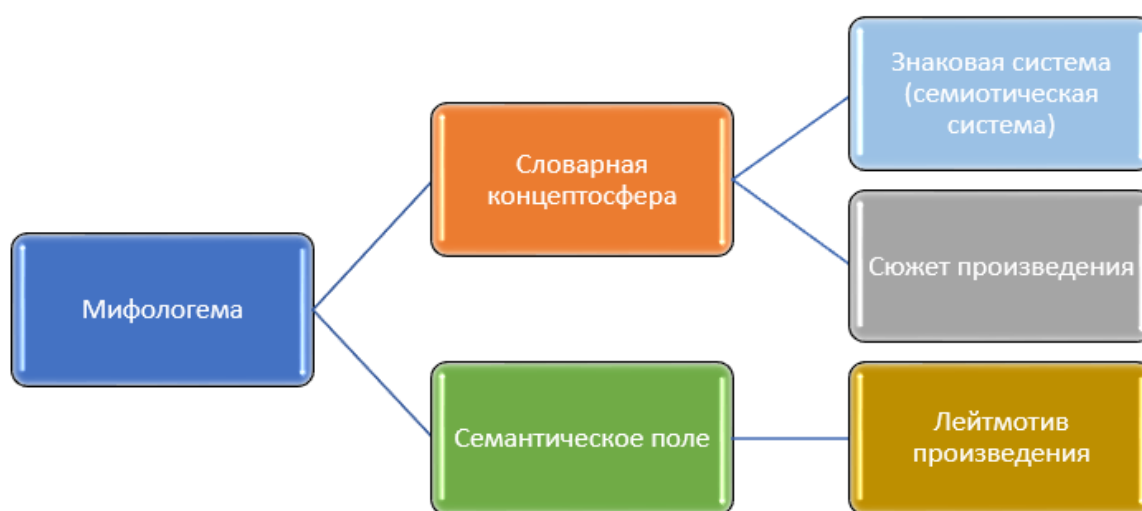 Мифологема
Словарная
концептосфера
Семантическое поле
Знаковая система
(семиотическая
система)
Сюжет произведения
Лейтмотив
произведения